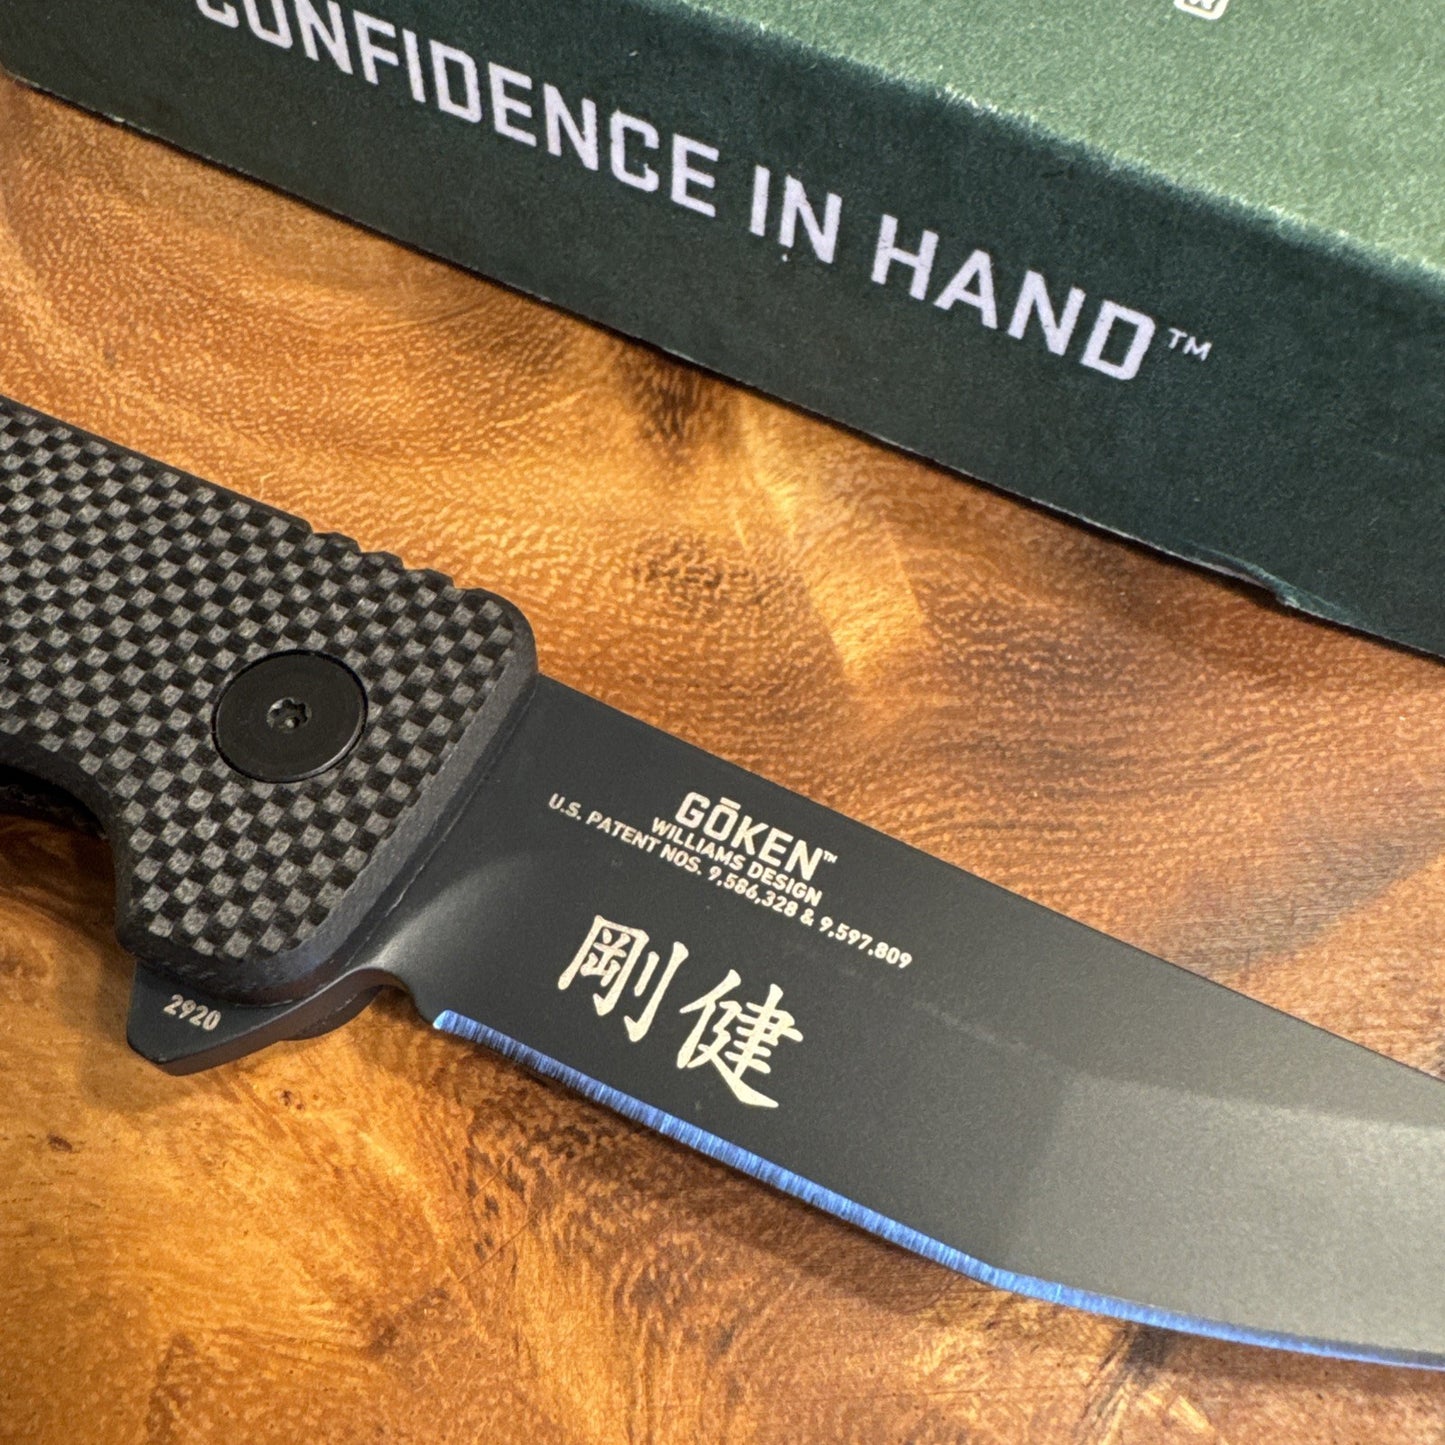 CONFIDENCE IN HAND™
GŌKEN™
WILLIAMS DESIGN
U.S. PATENT NOS. 9,586,328 & 9,597,809
剛健
2920